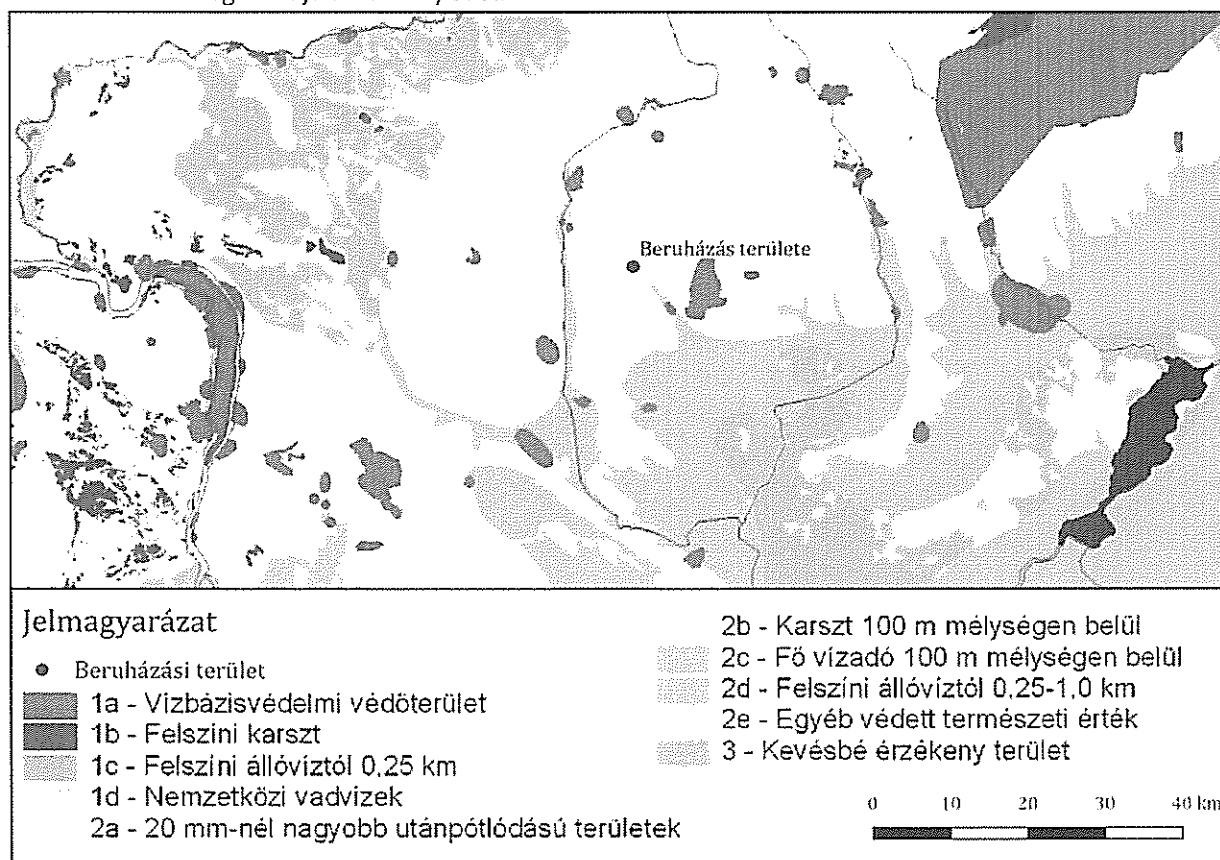 Beruházás területe
Jelmagyarázat
Beruházási terület
1a - Vízbázisvédelmi védőterület
1b - Felszíni karszt
1c - Felszíni állóvíztól 0,25 km
1d - Nemzetközi vadvizek
2a - 20 mm-nél nagyobb utánpótlódású területek
2b - Karszt 100 m mélységen belül
2c - Fő vízadó 100 m mélységen belül
2d - Felszíni állóvíztól 0,25-1,0 km
2e - Egyéb védett természeti érték
3 - Kevésbé érzékeny terület
0 10 20 30 40 km